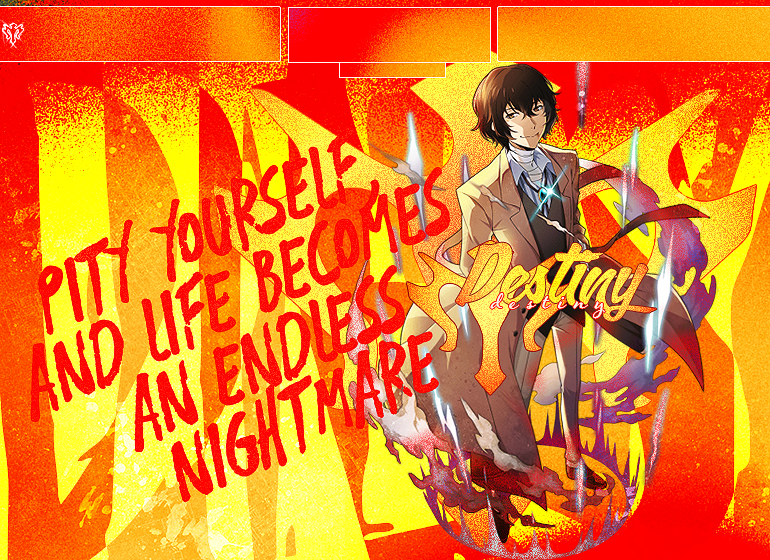 PITY YOURSELF,
AND LIFE BECOMES
AN ENDLESS
NIGHTMARE
Destiny
destiny